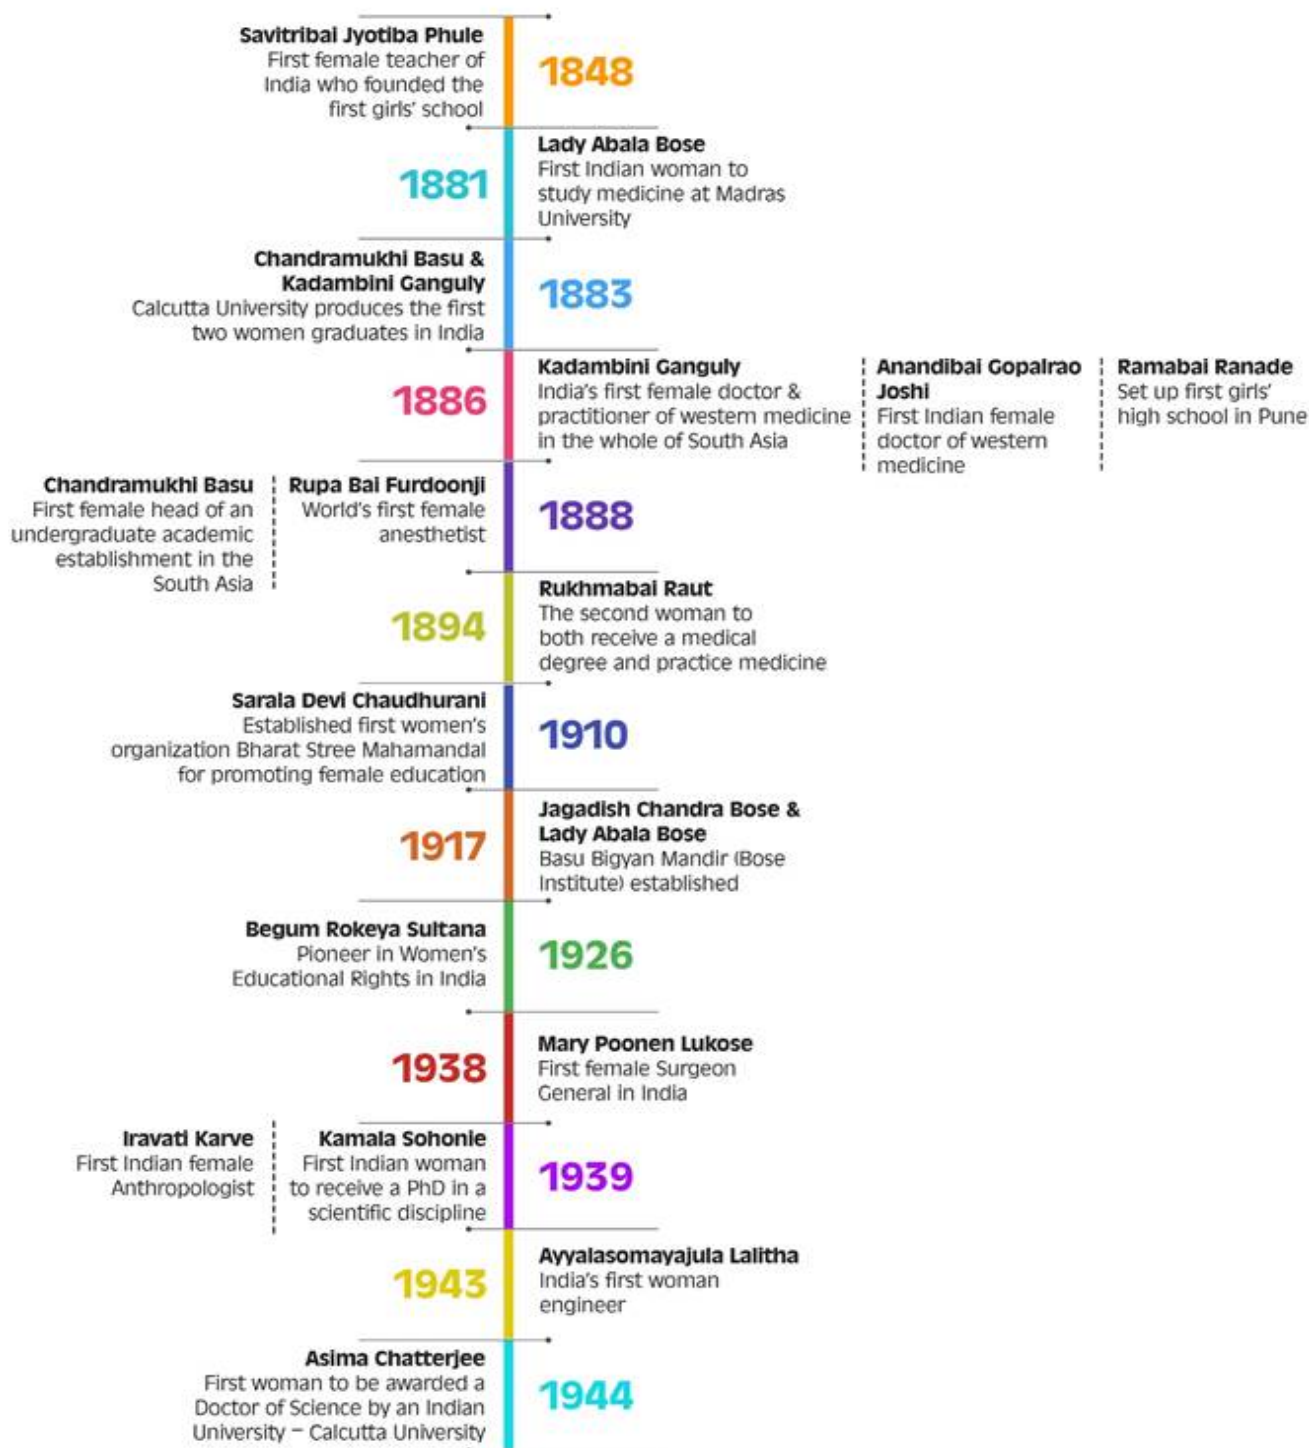 Savitribai Jyotiba Phule
First female teacher of
India who founded the
first girls' school
1848
1881
Lady Abala Bose
First Indian woman to
study medicine at Madras
University
Chandramukhi Basu &
Kadambini Ganguly
Calcutta University produces the first
two women graduates in India
1883
1886
Kadambini Ganguly
India's first female doctor &
practitioner of western medicine
in the whole of South Asia
Anandibai Gopalrao
Joshi
First Indian female
doctor of western
medicine
Ramabai Ranade
Set up first girls'
high school in Pune
Chandramukhi Basu
First female head of an
undergraduate academic
establishment in the
South Asia
Rupa Bai Furdoonji
World's first female
anesthetist
1888
1894
Rukhmabai Raut
The second woman to
both receive a medical
degree and practice medicine
Sarala Devi Chaudhurani
Established first women's
organization Bharat Stree Mahamandal
for promoting female education
1910
1917
Jagadish Chandra Bose &
Lady Abala Bose
Basu Bigyan Mandir (Bose
Institute) established
Begum Rokeya Sultana
Pioneer in Women's
Educational Rights in India
1926
1938
Mary Poonen Lukose
First female Surgeon
General in India
Iravati Karve
First Indian female
Anthropologist
Kamala Sohonie
First Indian woman
to receive a PhD in a
scientific discipline
1939
1943
Ayyalasomayajula Lalitha
India's first woman
engineer
Asima Chatterjee
First woman to be awarded a
Doctor of Science by an Indian
University – Calcutta University
1944